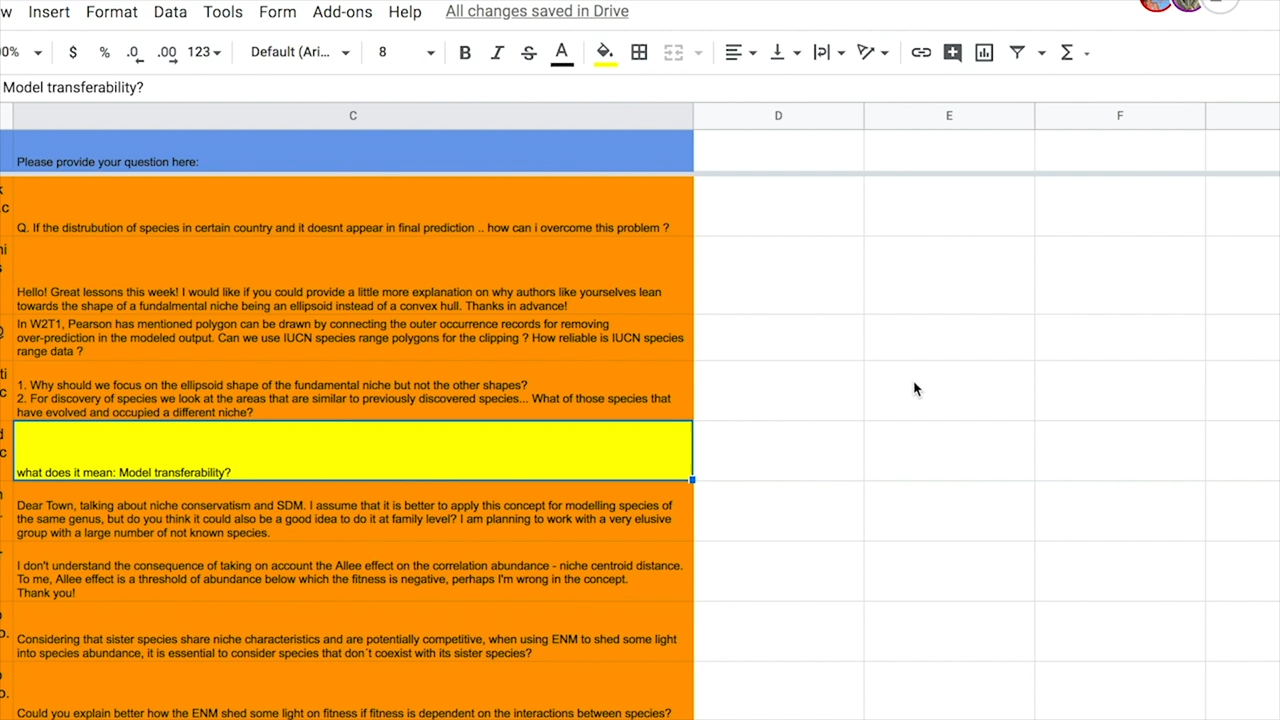 w Insert Format Data Tools Form Add-ons Help All changes saved in Drive
0% $ % .0 .00 123 Default (Ari... 8 B I S A Σ
Model transferability?
C D E F
Please provide your question here:
Q. If the distrubution of species in certain country and it doesnt appear in final prediction .. how can i overcome this problem ?
Hello! Great lessons this week! I would like if you could provide a little more explanation on why authors like yourselves lean
towards the shape of a fundalmental niche being an ellipsoid instead of a convex hull. Thanks in advance!
In W2T1, Pearson has mentioned polygon can be drawn by connecting the outer occurrence records for removing
over-prediction in the modeled output. Can we use IUCN species range polygons for the clipping ? How reliable is IUCN species
range data ?
1. Why should we focus on the ellipsoid shape of the fundamental niche but not the other shapes?
2. For discovery of species we look at the areas that are similar to previously discovered species... What of those species that
have evolved and occupied a different niche?
what does it mean: Model transferability?
Dear Town, talking about niche conservatism and SDM. I assume that it is better to apply this concept for modelling species of
the same genus, but do you think it could also be a good idea to do it at family level? I am planning to work with a very elusive
group with a large number of not known species.
I don't understand the consequence of taking on account the Allee effect on the correlation abundance - niche centroid distance.
To me, Allee effect is a threshold of abundance below which the fitness is negative, perhaps I'm wrong in the concept.
Thank you!
Considering that sister species share niche characteristics and are potentially competitive, when using ENM to shed some light
into species abundance, it is essential to consider species that don´t coexist with its sister species?
Could you explain better how the ENM shed some light on fitness if fitness is dependent on the interactions between species?